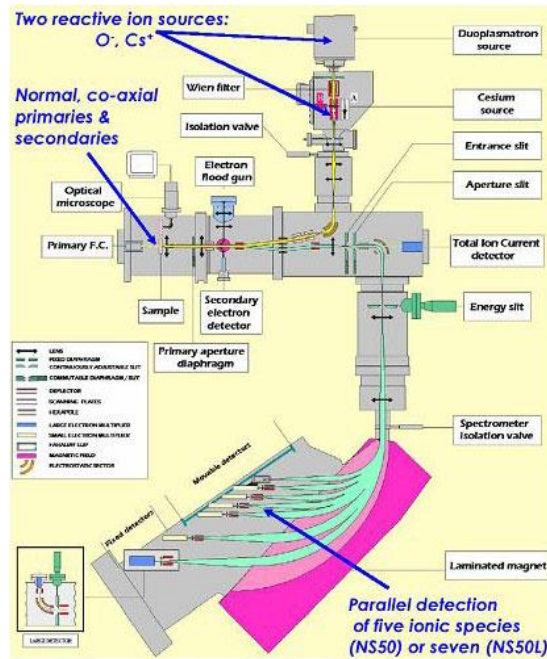 Two reactive ion sources:
O⁻, Cs⁺
Duoplasmatron
source
Wien filter
Cesium
source
Normal, co-axial
primaries &
secondaries
Isolation valve
Entrance slit
Electron
flood gun
Aperture slit
Optical
microscope
Primary F.C.
Total Ion Current
detector
Sample
Secondary
electron
detector
Energy slit
Primary aperture
diaphragm
LENS
FIXED DIAPHRAGM
CONTINUOUSLY ADJUSTABLE SLIT
COMMUTABLE DIAPHRAGM / SLIT
DEFLECTOR
SCANNING PLATES
HEXAPOLE
LARGE ELECTRON MULTIPLIER
SMALL ELECTRON MULTIPLIER
FARADAY CUP
MAGNETIC FIELD
ELECTROSTATIC SECTOR
Spectrometer
isolation valve
Movable detectors
Fixed detectors
Laminated magnet
LARGE DETECTOR
Parallel detection
of five ionic species
(NS50) or seven (NS50L)